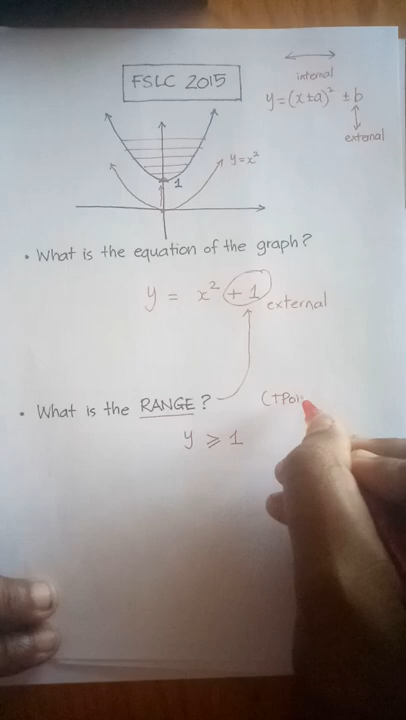 FSLC 2015
internal
y = (x ± a)² ± b
external
y = x²
1
• What is the equation of the graph?
y = x² + 1
external
• What is the RANGE?
(TPoi
y ⩾ 1